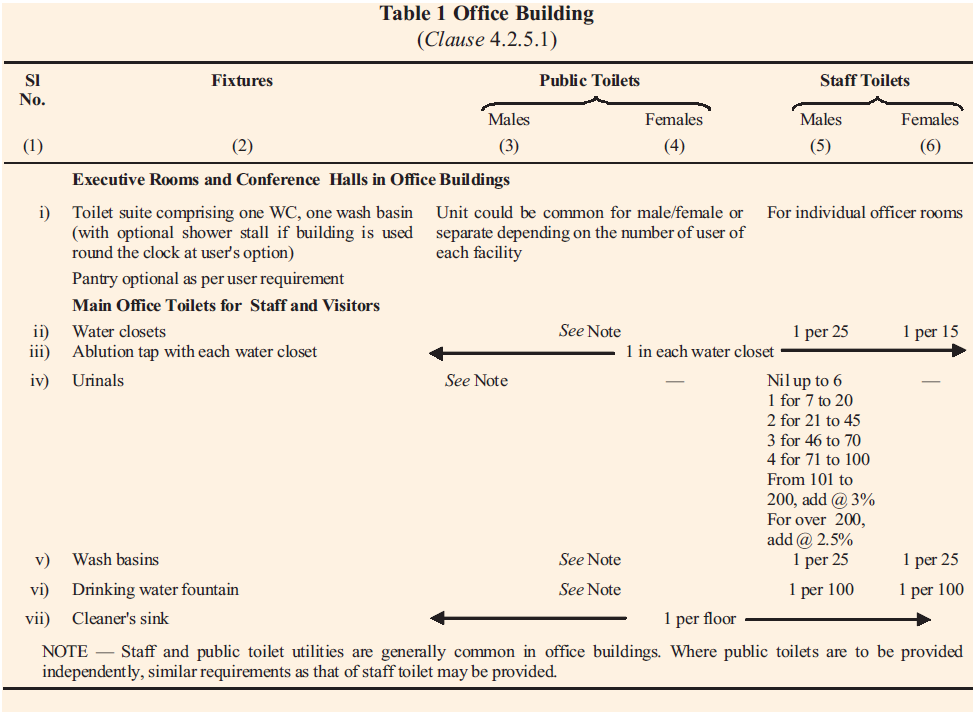 Table 1 Office Building
(Clause 4.2.5.1)
Sl No. Fixtures Public Toilets Staff Toilets
Males Females Males Females
(1) (2) (3) (4) (5) (6)
Executive Rooms and Conference Halls in Office Buildings
i) Toilet suite comprising one WC, one wash basin Unit could be common for male/female or For individual officer rooms
(with optional shower stall if building is used separate depending on the number of user of
round the clock at user's option) each facility
Pantry optional as per user requirement
Main Office Toilets for Staff and Visitors
ii) Water closets See Note 1 per 25 1 per 15
iii) Ablution tap with each water closet 1 in each water closet
iv) Urinals See Note — Nil up to 6 —
1 for 7 to 20
2 for 21 to 45
3 for 46 to 70
4 for 71 to 100
From 101 to
200, add @ 3%
For over 200,
add @ 2.5%
v) Wash basins See Note 1 per 25 1 per 25
vi) Drinking water fountain See Note 1 per 100 1 per 100
vii) Cleaner's sink 1 per floor
NOTE — Staff and public toilet utilities are generally common in office buildings. Where public toilets are to be provided
independently, similar requirements as that of staff toilet may be provided.